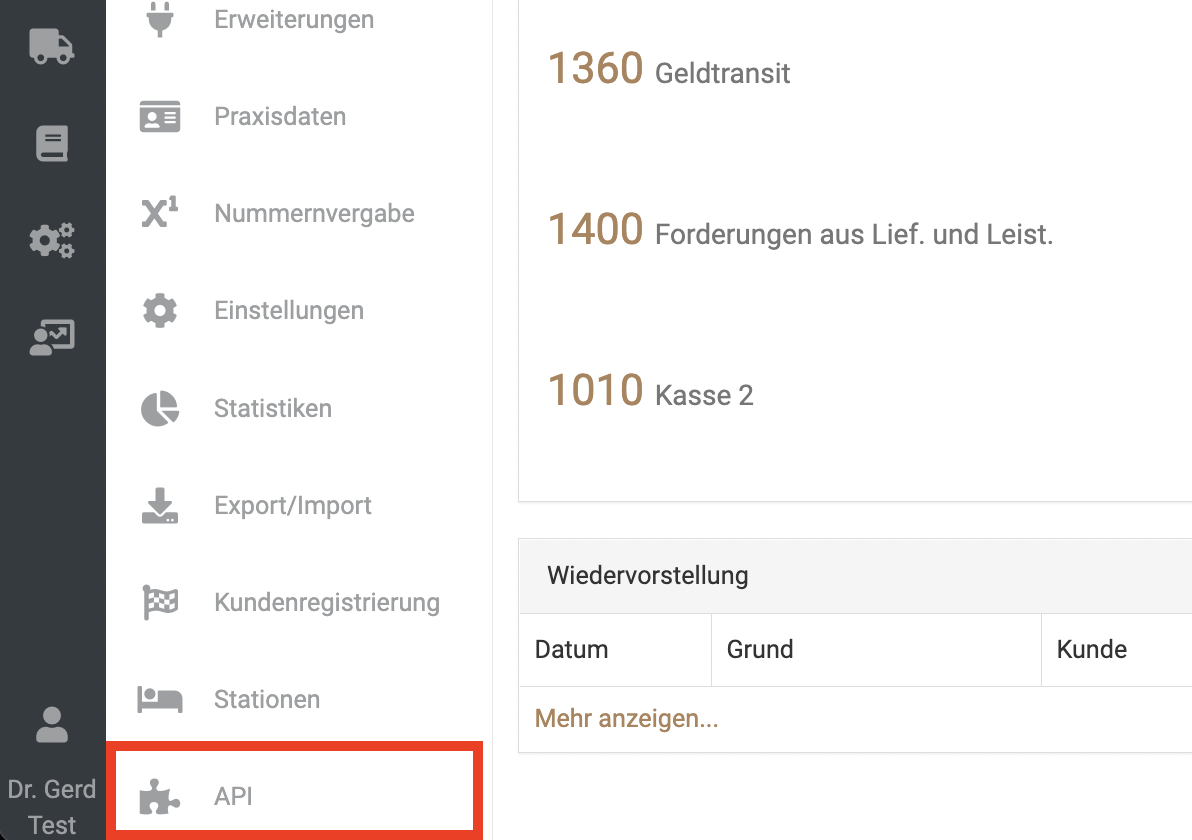 Erweiterungen
Praxisdaten
Nummernvergabe
Einstellungen
Statistiken
Export/Import
Kundenregistrierung
Stationen
API
Dr. Gerd
Test
1360 Geldtransit
1400 Forderungen aus Lief. und Leist.
1010 Kasse 2
Wiedervorstellung
Datum Grund Kunde
Mehr anzeigen...